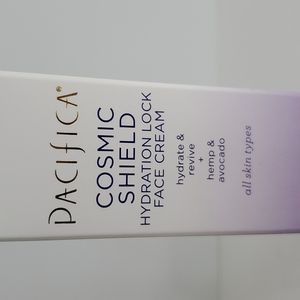 PACIFICA®
COSMIC
SHIELD
HYDRATION LOCK
FACE CREAM
hydrate &
revive
+
hemp &
avocado
all skin types